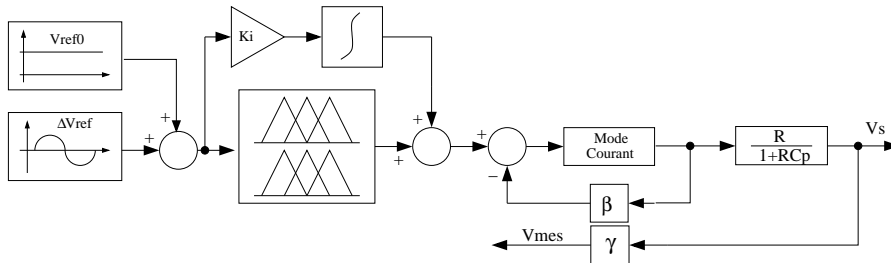 Vref0
Ki
ΔVref
+
+
+
+
+
−
Mode
Courant
R
1+RCp
Vs
β
Vmes
γ